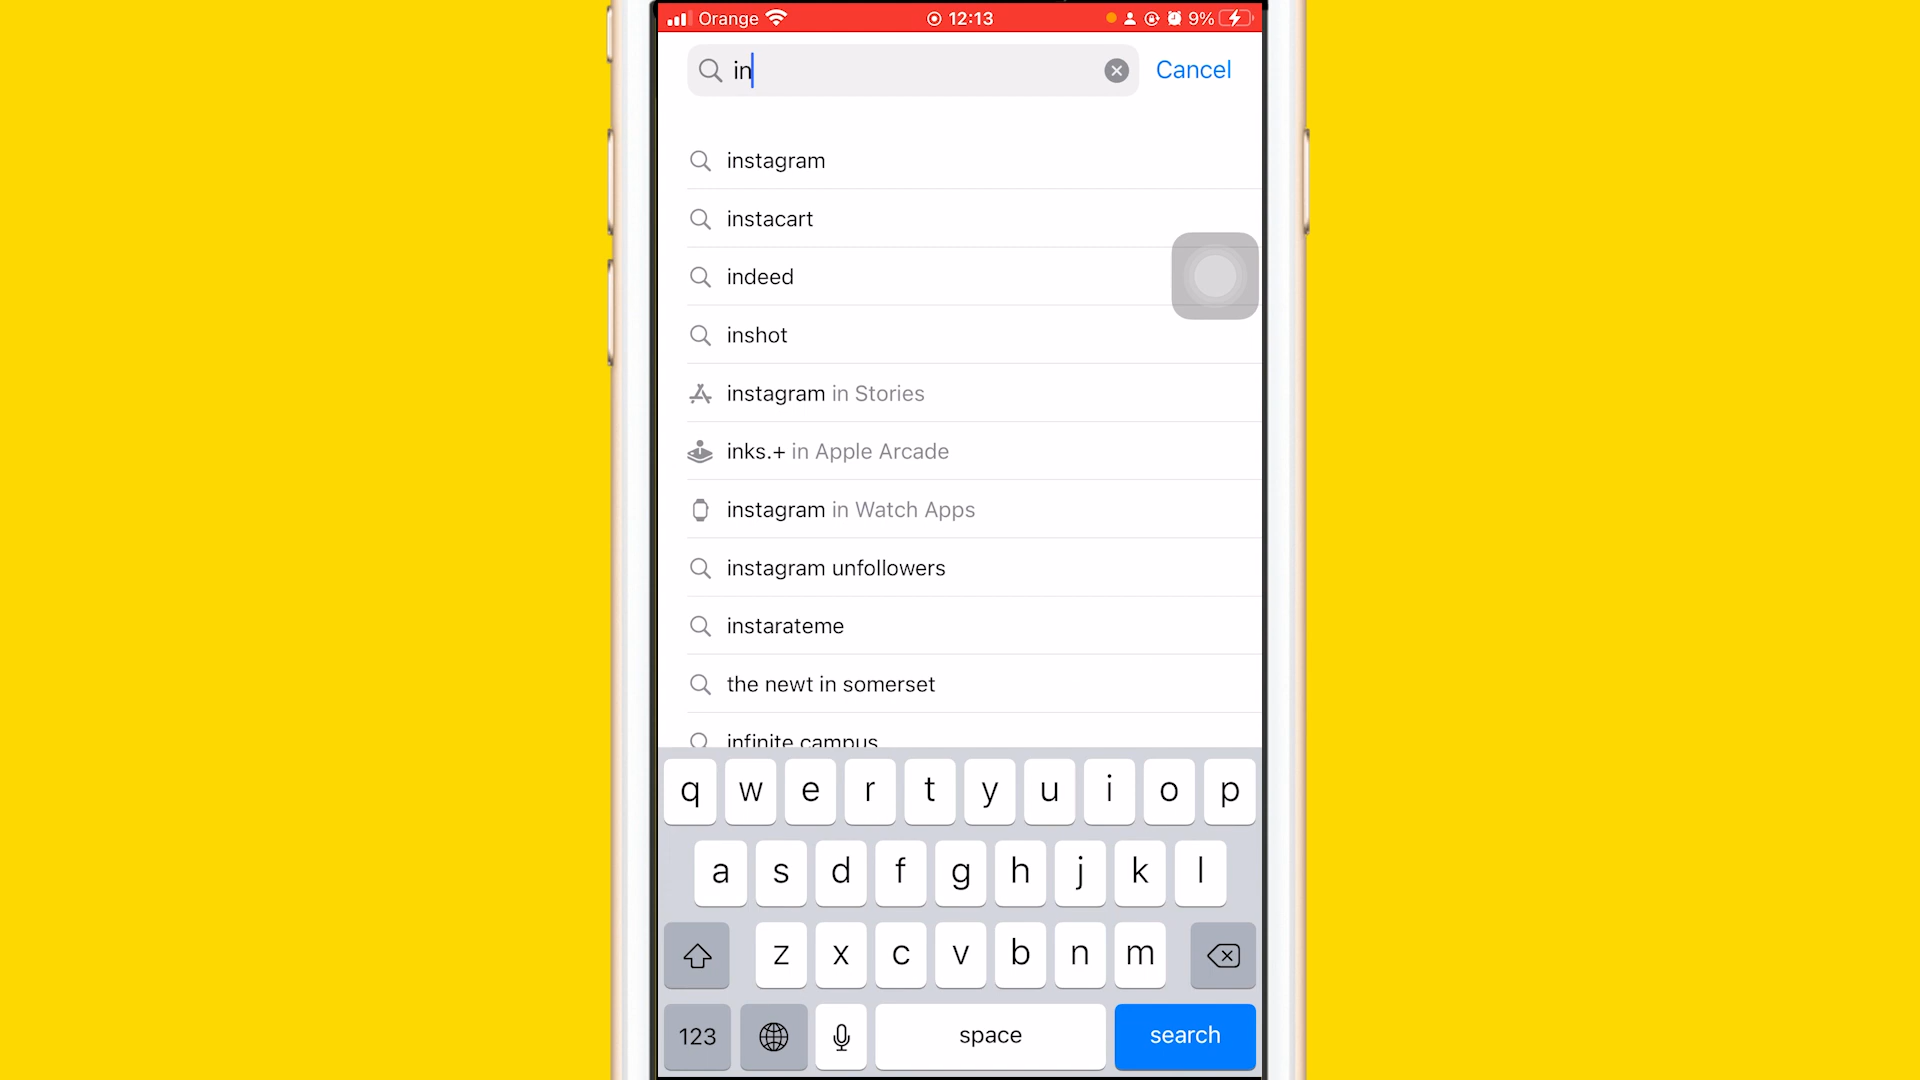 Orange 12:13 9%
in Cancel
instagram
instacart
indeed
inshot
instagram in Stories
inks.+ in Apple Arcade
instagram in Watch Apps
instagram unfollowers
instarateme
the newt in somerset
infinite campus
q w e r t y u i o p
a s d f g h j k l
z x c v b n m
123 space search